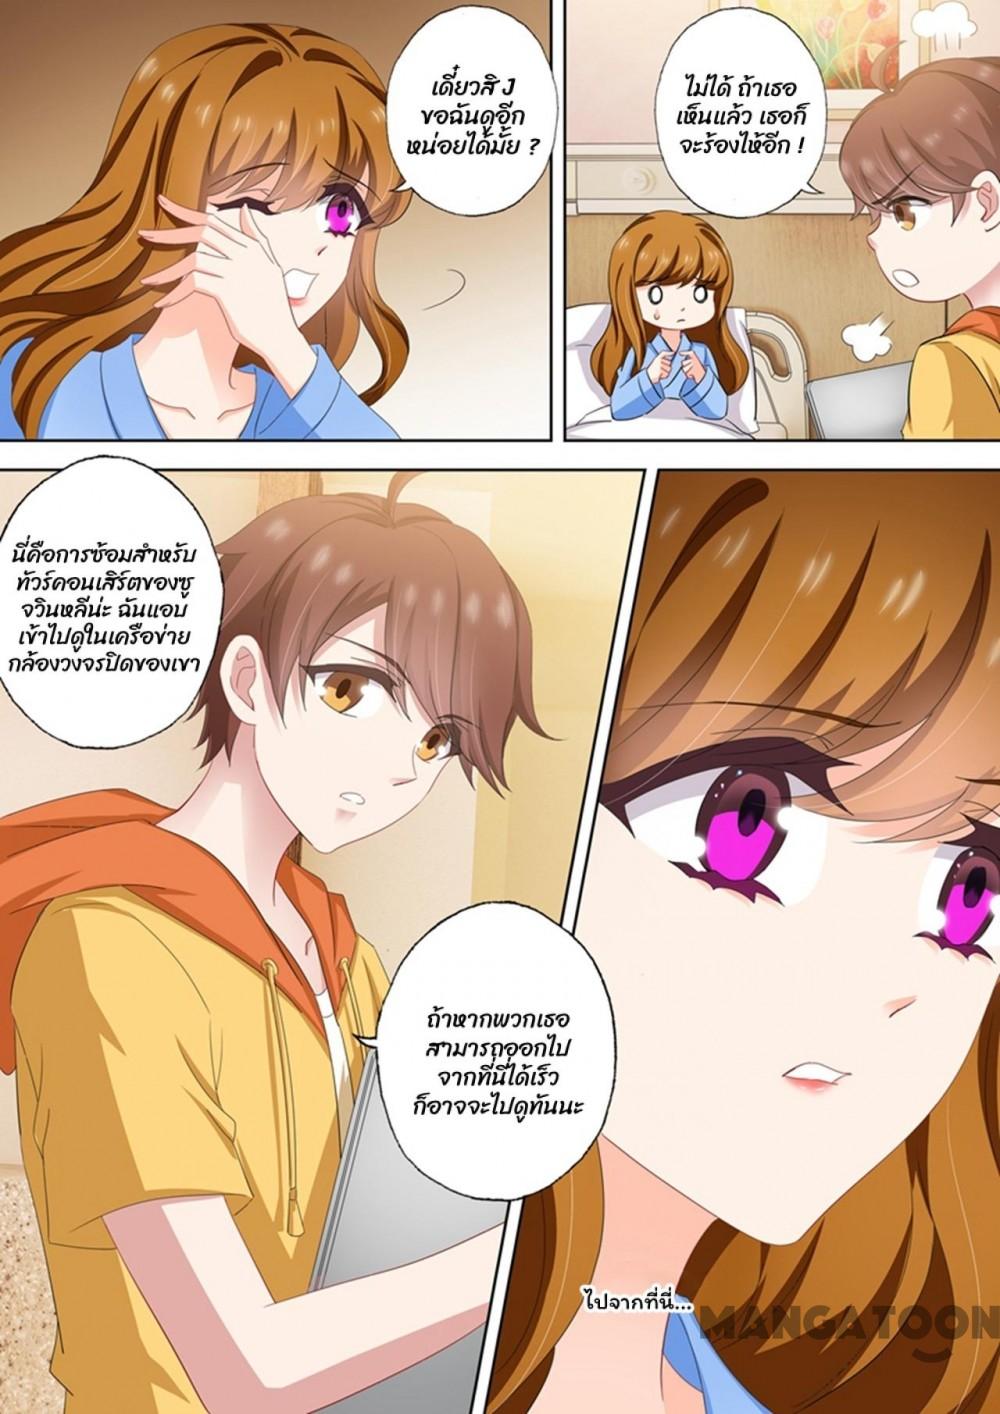 เดี๋ยวสิ J
ขอฉันดูอีก
หน่อยได้มั้ย ?
ไม่ได้ ถ้าเธอ
เห็นแล้ว เธอก็
จะร้องไห้อีก !
นี่คือการซ้อมสำหรับ
ทัวร์คอนเสิร์ตของซู
จวินหลีน่ะ ฉันแอบ
เข้าไปดูในเครือข่าย
กล้องวงจรปิดของเขา
ถ้าหากพวกเธอ
สามารถออกไป
จากที่นี่ได้เร็ว
ก็อาจจะไปดูทันนะ
ไปจากที่นี่...
MANGATOON